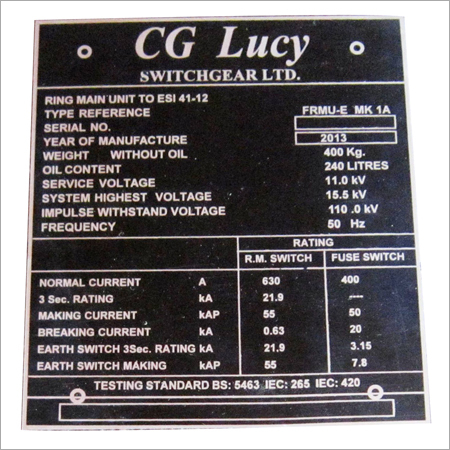 CG Lucy
SWITCHGEAR LTD.
RING MAIN UNIT TO ESI 41-12
TYPE REFERENCE FRMU-E MK 1A
SERIAL NO.
YEAR OF MANUFACTURE 2013
WEIGHT WITHOUT OIL 400 Kg.
OIL CONTENT 240 LITRES
SERVICE VOLTAGE 11.0 kV
SYSTEM HIGHEST VOLTAGE 15.5 kV
IMPULSE WITHSTAND VOLTAGE 110 .0 kV
FREQUENCY 50 Hz
RATING
R.M. SWITCH FUSE SWITCH
NORMAL CURRENT A 630 400
3 Sec. RATING kA 21.9 ----
MAKING CURRENT kAP 55 50
BREAKING CURRENT kA 0.63 20
EARTH SWITCH 3Sec. RATING kA 21.9 3.15
EARTH SWITCH MAKING kAP 55 7.8
TESTING STANDARD BS: 5463 IEC: 265 IEC: 420